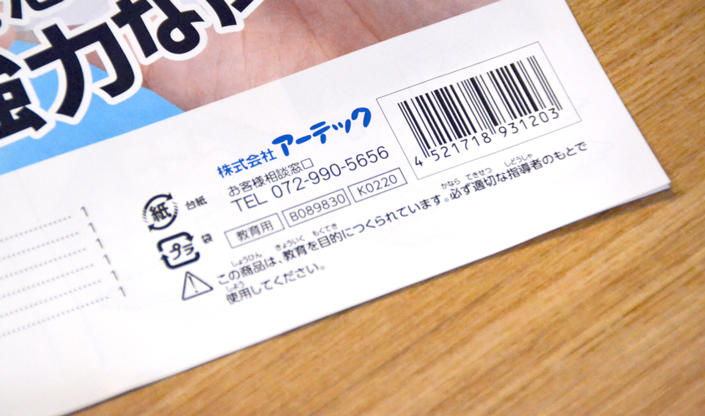 強力な
株式会社 アーテック
お客様相談窓口
TEL 072-990-5656
4 521718 931203
紙 台紙
教育用 B089830 K0220
プラ 袋
しょうひん きょういく もくてき かなら てきせつ しどうしゃ
この商品は、教育を目的につくられています。必ず適切な指導者のもとで
しよう
使用してください。